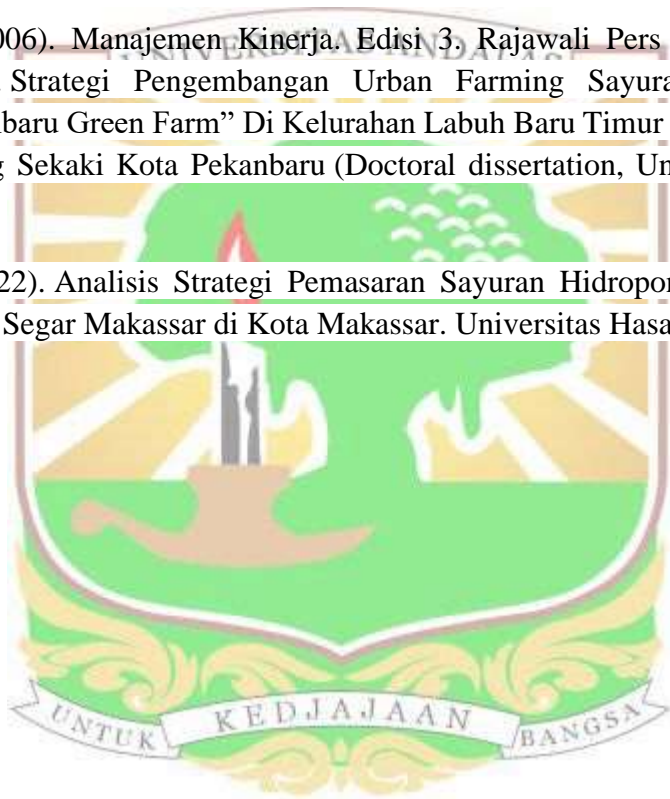 006). Manajemen Kinerja. Edisi 3. Rajawali Pers
UNIVERSITAS ANDALAS
Strategi Pengembangan Urban Farming Sayura
baru Green Farm” Di Kelurahan Labuh Baru Timur
g Sekaki Kota Pekanbaru (Doctoral dissertation, Un
22). Analisis Strategi Pemasaran Sayuran Hidropon
Segar Makassar di Kota Makassar. Universitas Hasa
UNTUK KEDJAJAAN BANGSA